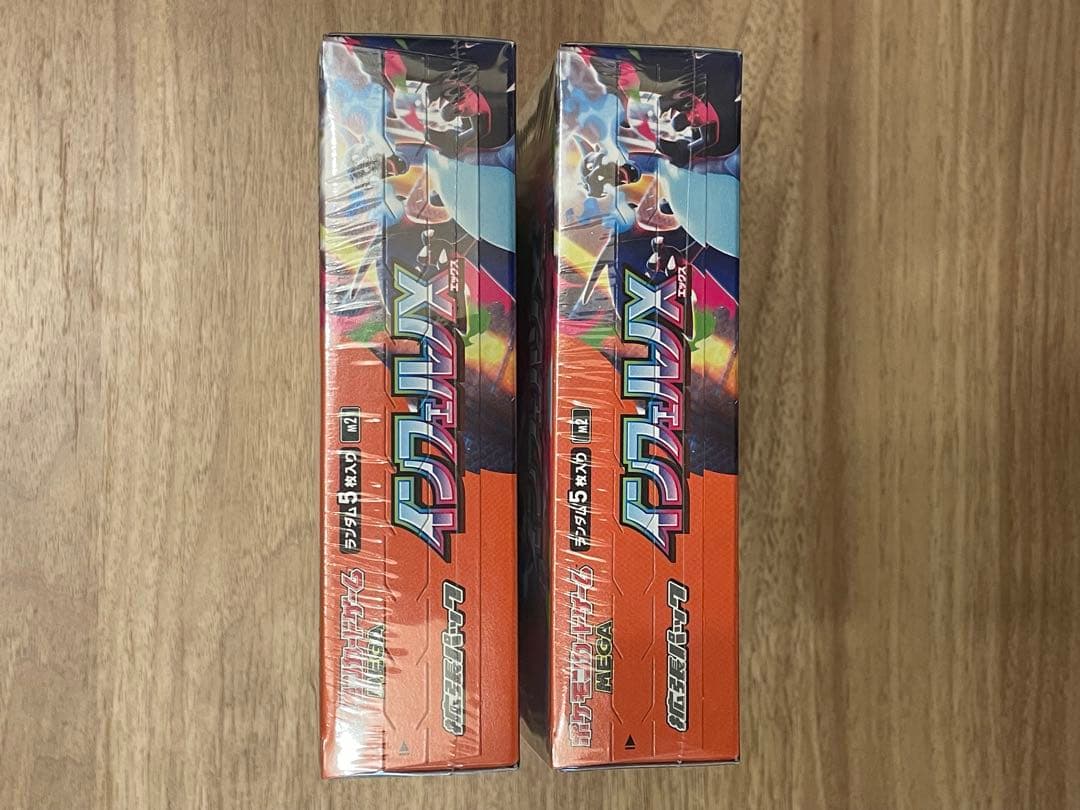 ポケモンカードゲーム
MEGA
ランダム5枚入り
M2
拡張パック
インフェルノX
エックス
ポケモンカードゲーム
MEGA
ランダム5枚入り
M2
拡張パック
インフェルノX
エックス